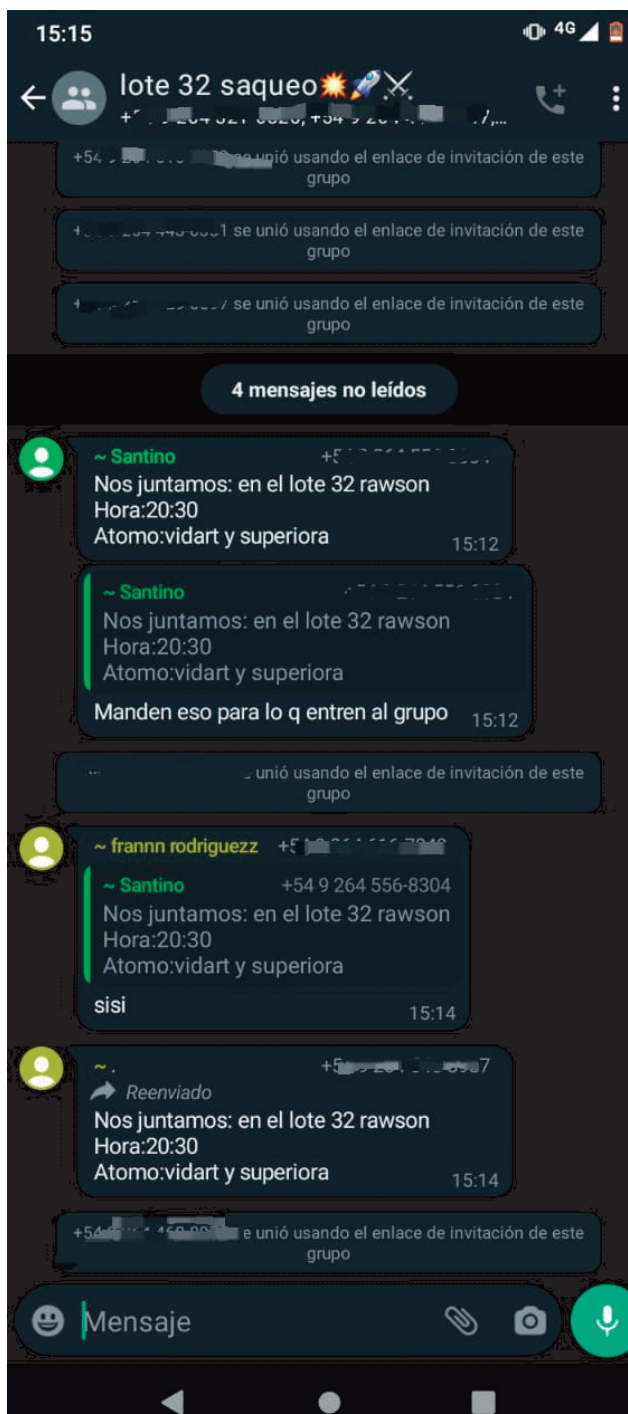 15:15
4G
lote 32 saqueo💥🚀⚔
se unió usando el enlace de invitación de este
grupo
se unió usando el enlace de invitación de este
grupo
se unió usando el enlace de invitación de este
grupo
4 mensajes no leídos
~ Santino
Nos juntamos: en el lote 32 rawson
Hora:20:30
Atomo:vidart y superiora
15:12
~ Santino
Nos juntamos: en el lote 32 rawson
Hora:20:30
Atomo:vidart y superiora
Manden eso para lo q entren al grupo 15:12
unió usando el enlace de invitación de este
grupo
~ frannn rodriguezz
~ Santino +54 9 264 556-8304
Nos juntamos: en el lote 32 rawson
Hora:20:30
Atomo:vidart y superiora
sisi
15:14
~ .
Reenviado
Nos juntamos: en el lote 32 rawson
Hora:20:30
Atomo:vidart y superiora
15:14
e unió usando el enlace de invitación de este
grupo
Mensaje